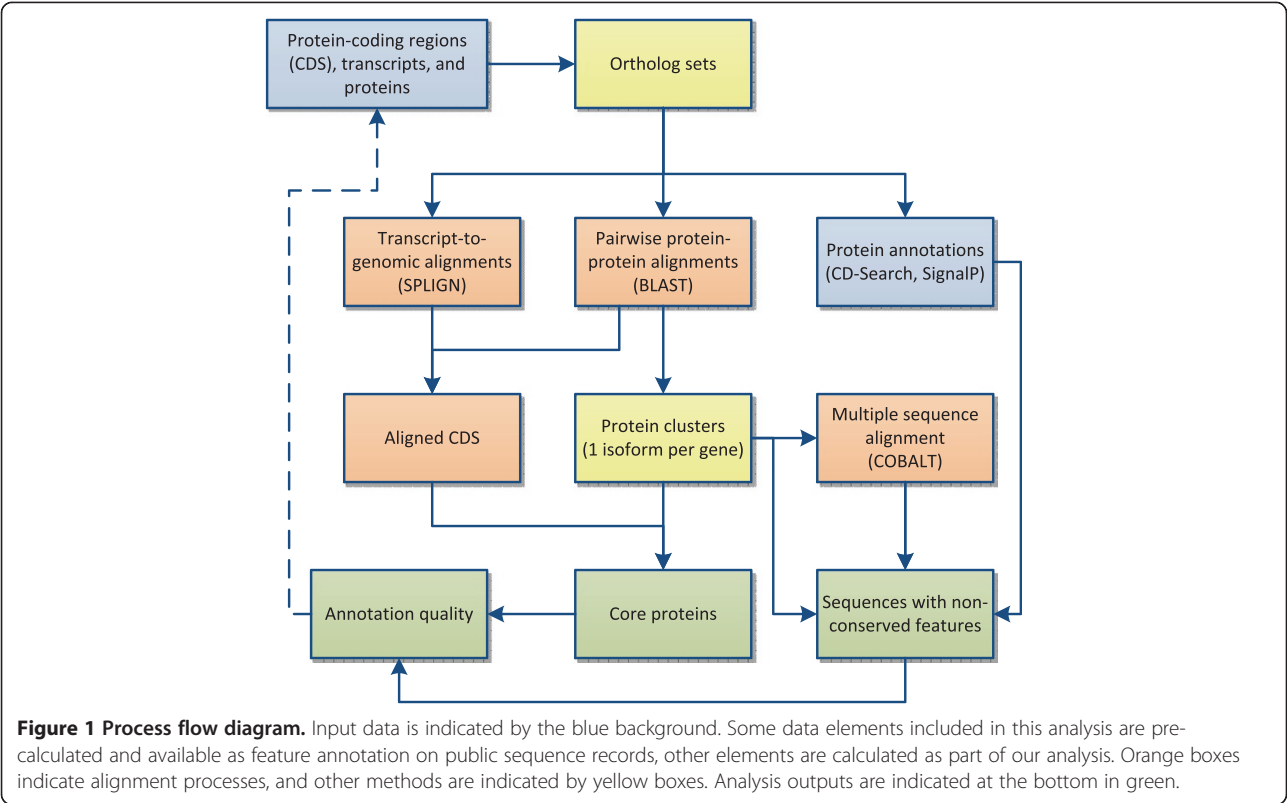 Protein-coding regions
(CDS), transcripts, and
proteins
Ortholog sets
Transcript-to-
genomic alignments
(SPLIGN)
Pairwise protein-
protein alignments
(BLAST)
Protein annotations
(CD-Search, SignalP)
Aligned CDS
Protein clusters
(1 isoform per gene)
Multiple sequence
alignment
(COBALT)
Annotation quality
Core proteins
Sequences with non-
conserved features
Figure 1 Process flow diagram. Input data is indicated by the blue background. Some data elements included in this analysis are pre-
calculated and available as feature annotation on public sequence records, other elements are calculated as part of our analysis. Orange boxes
indicate alignment processes, and other methods are indicated by yellow boxes. Analysis outputs are indicated at the bottom in green.